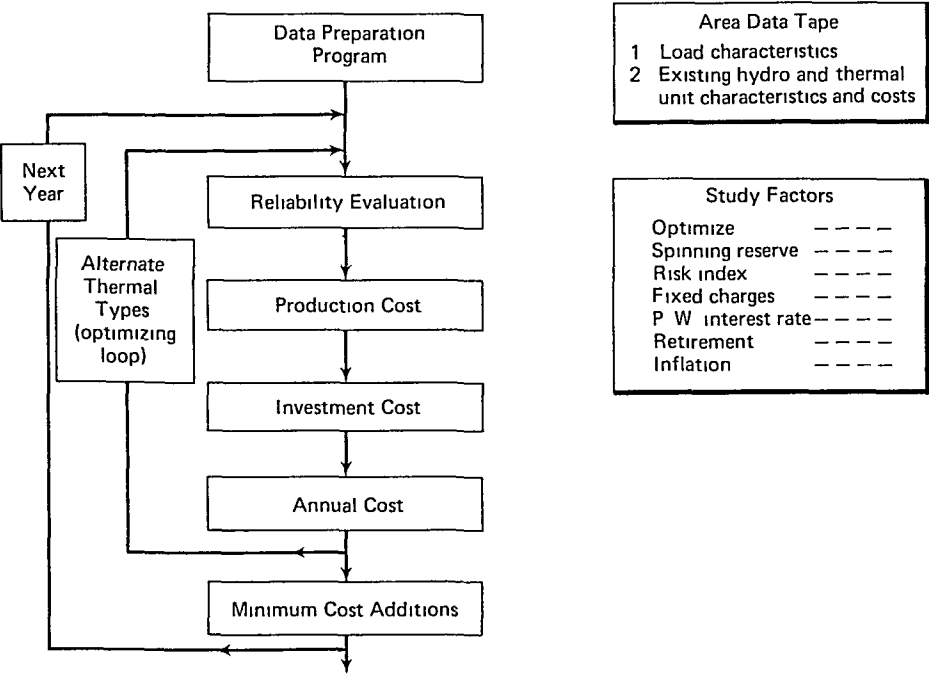 Data Preparation
Program
Next
Year
Alternate
Thermal
Types
(optimizing
loop)
Reliability Evaluation
Production Cost
Investment Cost
Annual Cost
Minimum Cost Additions
Area Data Tape
1 Load characteristics
2 Existing hydro and thermal
unit characteristics and costs
Study Factors
Optimize – – – –
Spinning reserve – – – –
Risk index – – – –
Fixed charges – – – –
P W interest rate – – – –
Retirement – – – –
Inflation – – – –